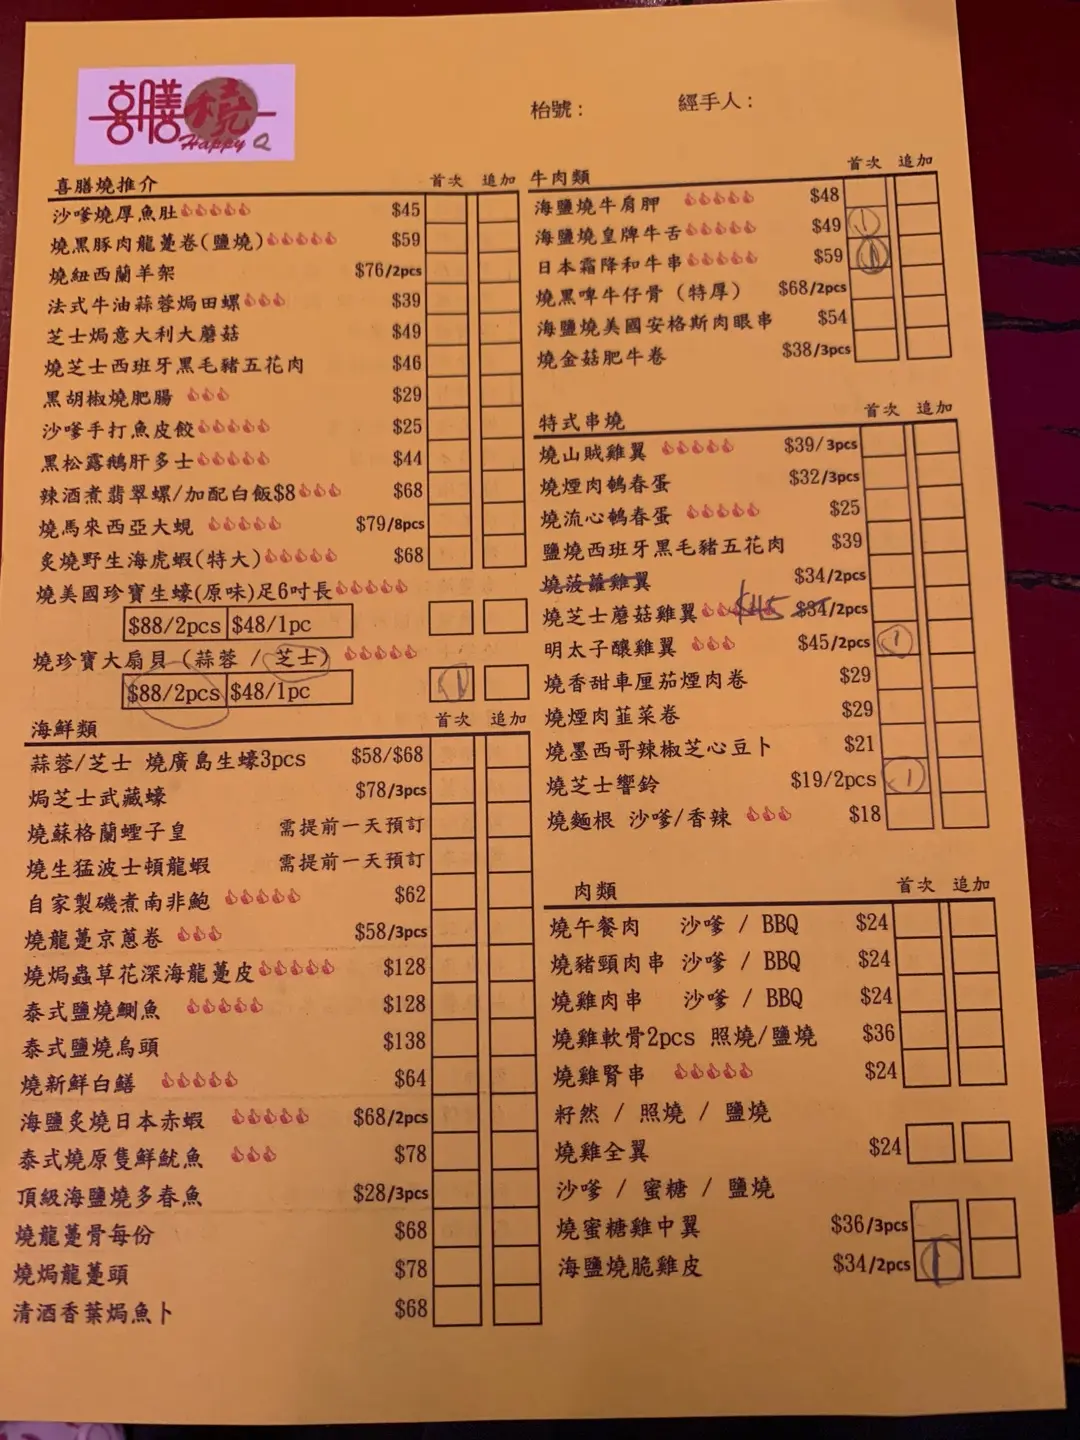 喜膳燒
Happy Q
枱號：
經手人：
喜膳燒推介 首次 追加
沙嗲燒厚魚肚 $45
燒黑豚肉龍躉卷(鹽燒) $59
燒紐西蘭羊架 $76/2pcs
法式牛油蒜蓉焗田螺 $39
芝士焗意大利大蘑菇 $49
燒芝士西班牙黑毛豬五花肉 $46
黑胡椒燒肥腸 $29
沙嗲手打魚皮餃 $25
黑松露鵝肝多士 $44
辣酒煮翡翠螺/加配白飯$8 $68
燒馬來西亞大蜆 $79/8pcs
炙燒野生海虎蝦(特大) $68
燒美國珍寶生蠔(原味)足6吋長
$88/2pcs $48/1pc
燒珍寶大扇貝 (蒜蓉 / 芝士)
$88/2pcs $48/1pc 1
海鮮類 首次 追加
蒜蓉/芝士 燒廣島生蠔3pcs $58/$68
焗芝士武藏蠔 $78/3pcs
燒蘇格蘭蟶子皇 需提前一天預訂
燒生猛波士頓龍蝦 需提前一天預訂
自家製磯煮南非鮑 $62
燒龍躉京蔥卷 $58/3pcs
燒焗蟲草花深海龍躉皮 $128
泰式鹽燒鰂魚 $128
泰式鹽燒烏頭 $138
燒新鮮白鱔 $64
海鹽炙燒日本赤蝦 $68/2pcs
泰式燒原隻鮮魷魚 $78
頂級海鹽燒多春魚 $28/3pcs
燒龍躉骨每份 $68
燒焗龍躉頭 $78
清酒香葉焗魚卜 $68
牛肉類 首次 追加
海鹽燒牛肩胛 $48
海鹽燒皇牌牛舌 $49 1
日本霜降和牛串 $59
燒黑啤牛仔骨 (特厚) $68/2pcs
海鹽燒美國安格斯肉眼串 $54
燒金菇肥牛卷 $38/3pcs
特式串燒 首次 追加
燒山賊雞翼 $39/3pcs
燒煙肉鵪春蛋 $32/3pcs
燒流心鵪春蛋 $25
鹽燒西班牙黑毛豬五花肉 $39
燒菠蘿雞翼 $34/2pcs
燒芝士蘑菇雞翼 $45 $34/2pcs
明太子釀雞翼 $45/2pcs 1
燒香甜車厘茄煙肉卷 $29
燒煙肉韮菜卷 $29
燒墨西哥辣椒芝心豆卜 $21
燒芝士響鈴 $19/2pcs 1
燒麵根 沙嗲/香辣 $18
肉類 首次 追加
燒午餐肉 沙嗲 / BBQ $24
燒豬頸肉串 沙嗲 / BBQ $24
燒雞肉串 沙嗲 / BBQ $24
燒雞軟骨2pcs 照燒/鹽燒 $36
燒雞腎串 $24
籽然 / 照燒 / 鹽燒
燒雞全翼 $24
沙嗲 / 蜜糖 / 鹽燒
燒蜜糖雞中翼 $36/3pcs
海鹽燒脆雞皮 $34/2pcs 1